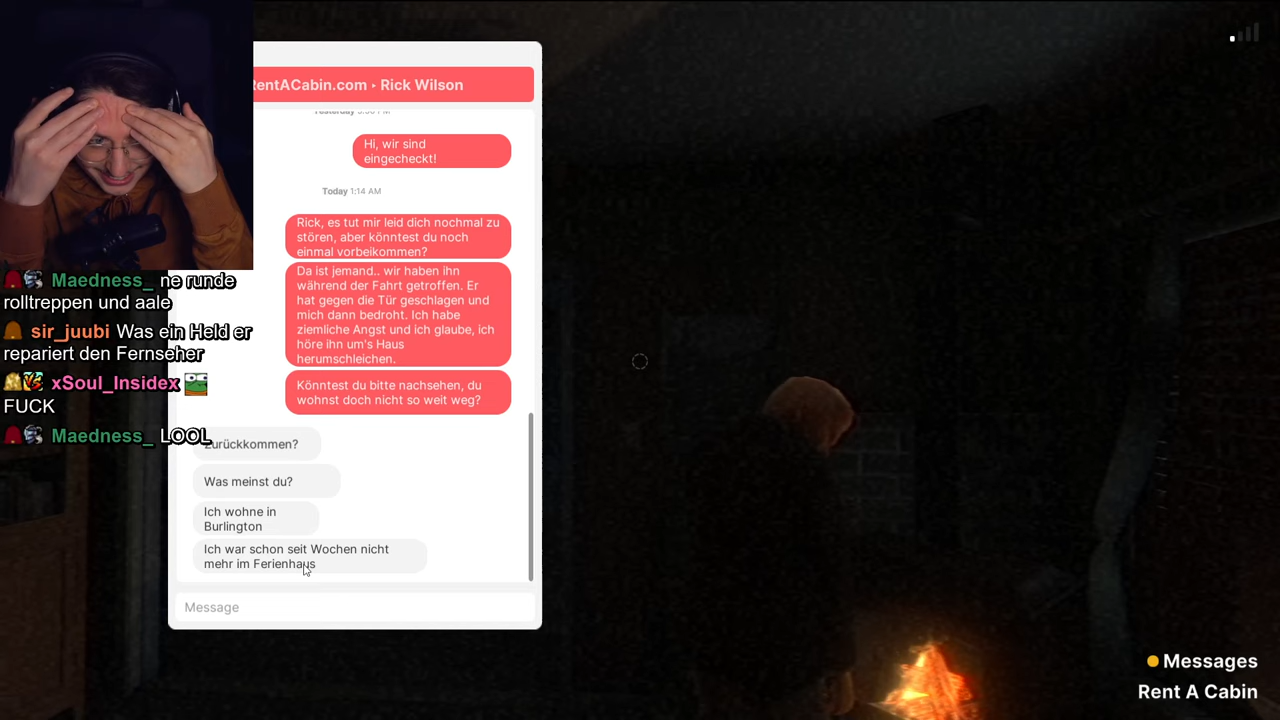 RentACabin.com ▸ Rick Wilson
Hi, wir sind
eingecheckt!
Today 1:14 AM
Rick, es tut mir leid dich nochmal zu
stören, aber könntest du noch
einmal vorbeikommen?
Da ist jemand.. wir haben ihn
während der Fahrt getroffen. Er
hat gegen die Tür geschlagen und
mich dann bedroht. Ich habe
ziemliche Angst und ich glaube, ich
höre ihn um's Haus
herumschleichen.
Könntest du bitte nachsehen, du
wohnst doch nicht so weit weg?
Zurückkommen?
Was meinst du?
Ich wohne in
Burlington
Ich war schon seit Wochen nicht
mehr im Ferienhaus
Message
Maedness_ ne runde
rolltreppen und aale
sir_juubi Was ein Held er
repariert den Fernseher
xSoul_Insidex
FUCK
Maedness_ LOOL
Messages
Rent A Cabin